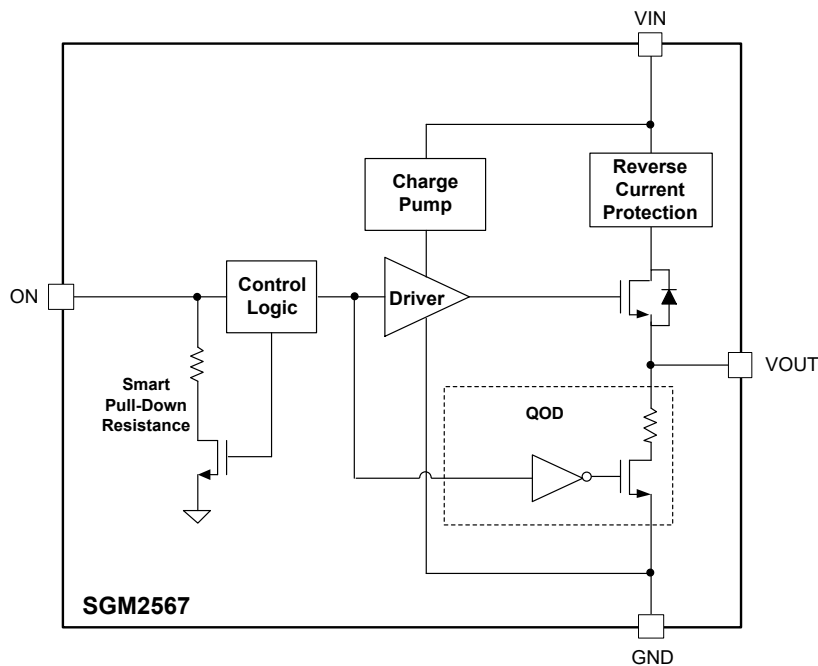 VIN
Charge
Pump
Reverse
Current
Protection
ON
Control
Logic
Driver
VOUT
Smart
Pull-Down
Resistance
QOD
SGM2567
GND